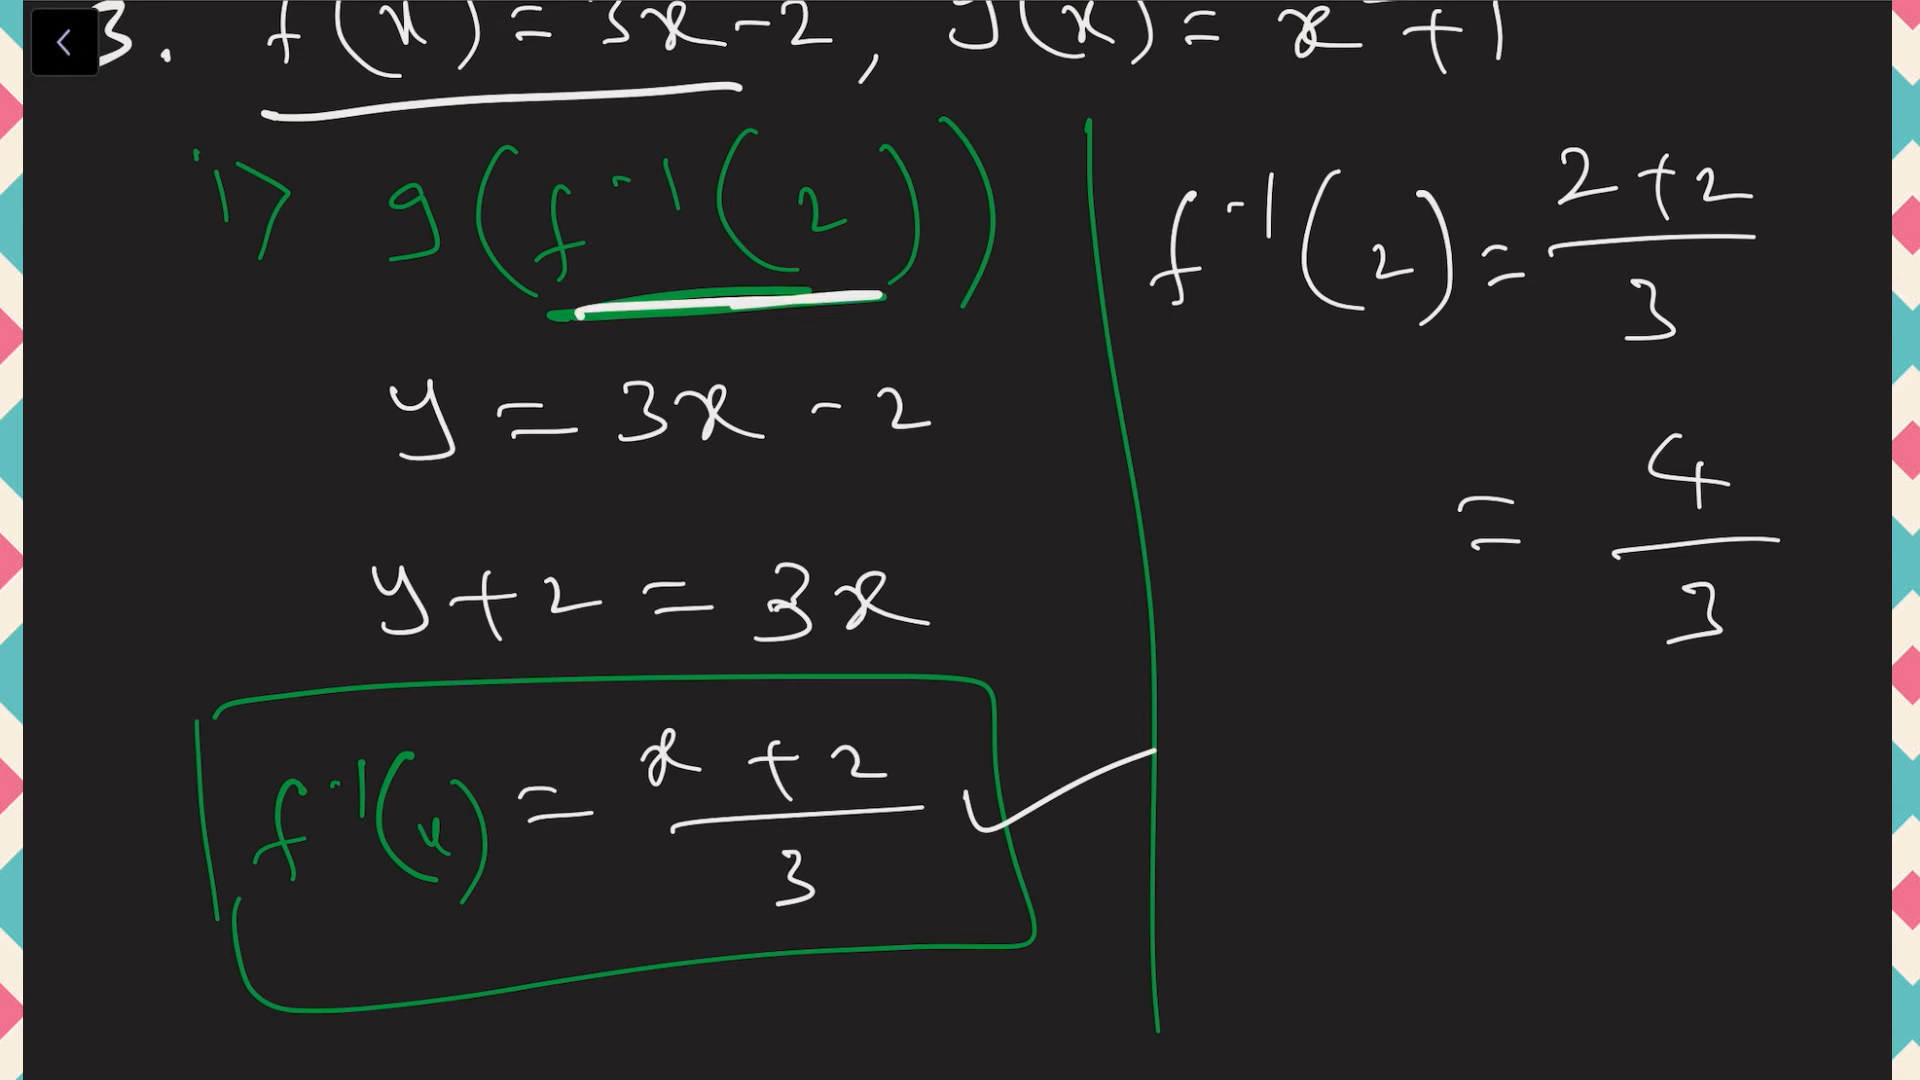 3. f(x) = 3x - 2, g(x) = x + 1
i> g(f⁻¹(2))
y = 3x - 2
y + 2 = 3x
f⁻¹(x) = x + 2 / 3
f⁻¹(2) = 2 + 2 / 3
= 4 / 3